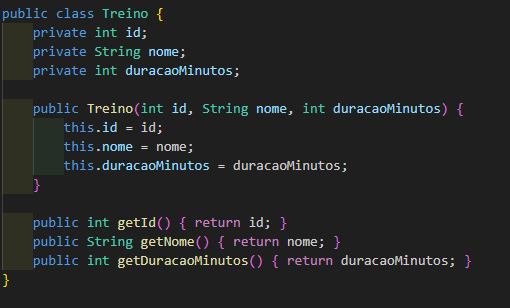 public class Treino {
    private int id;
    private String nome;
    private int duracaoMinutos;

    public Treino(int id, String nome, int duracaoMinutos) {
        this.id = id;
        this.nome = nome;
        this.duracaoMinutos = duracaoMinutos;
    }

    public int getId() { return id; }
    public String getNome() { return nome; }
    public int getDuracaoMinutos() { return duracaoMinutos; }
}